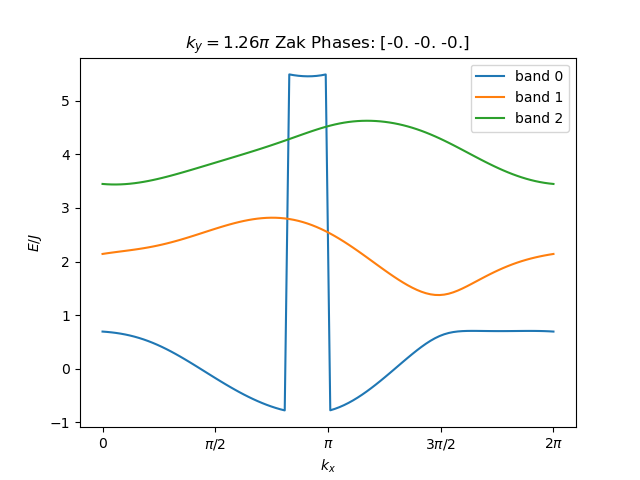 k_y = 1.26π Zak Phases: [-0. -0. -0.]
band 0
band 1
band 2
E/J
5
4
3
2
1
0
−1
0
π/2
π
3π/2
2π
k_x